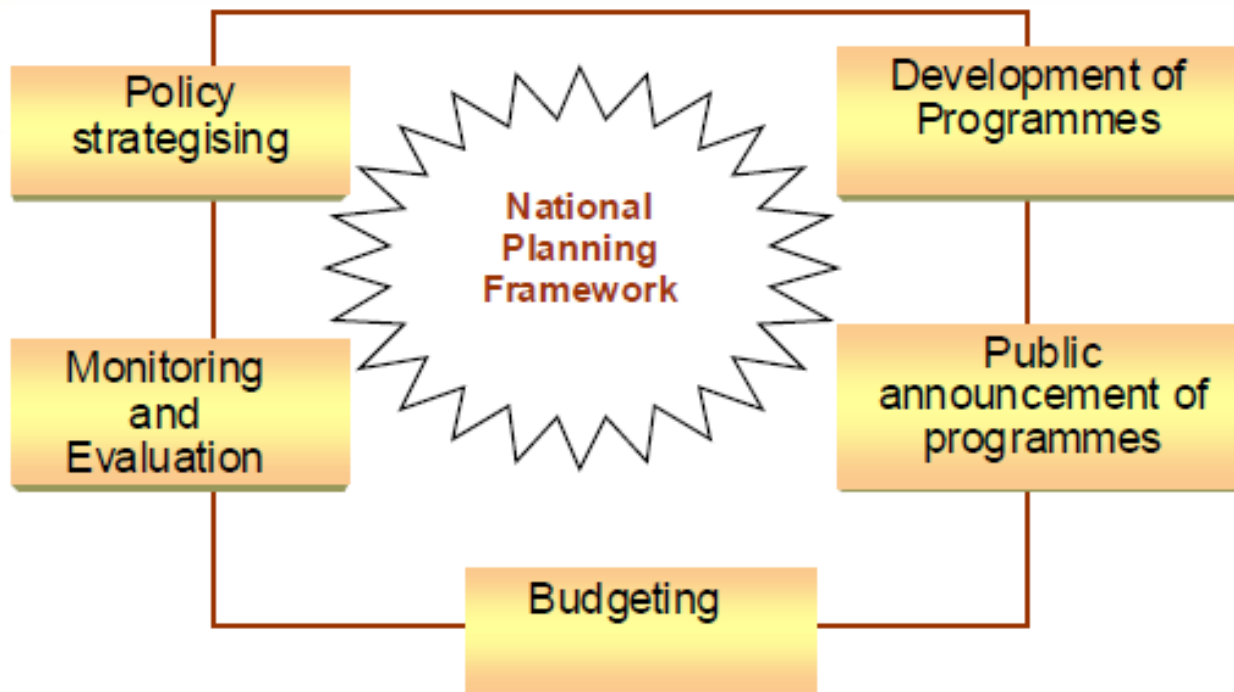 Policy
strategising
Development of
Programmes
National
Planning
Framework
Monitoring
and
Evaluation
Public
announcement of
programmes
Budgeting